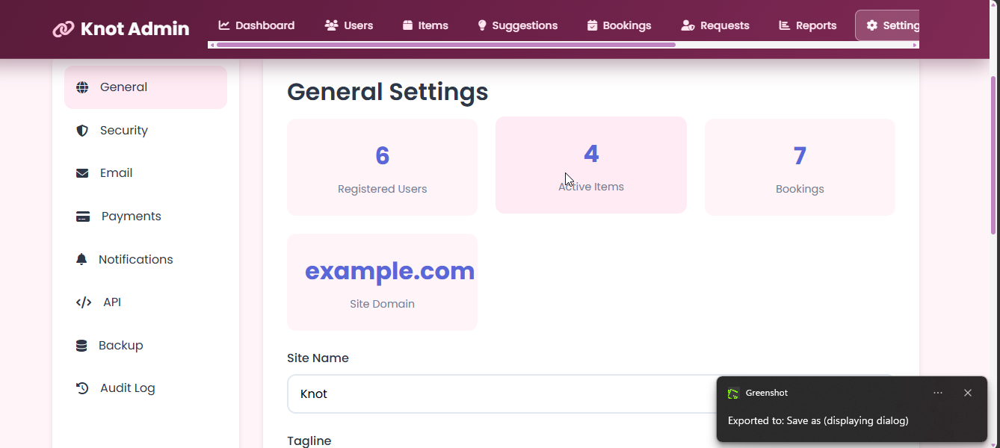 Knot Admin
Dashboard
Users
Items
Suggestions
Bookings
Requests
Reports
Setting
General
Security
Email
Payments
Notifications
API
Backup
Audit Log
General Settings
6
Registered Users
4
Active Items
7
Bookings
example.com
Site Domain
Site Name
Knot
Tagline
Greenshot
Exported to: Save as (displaying dialog)